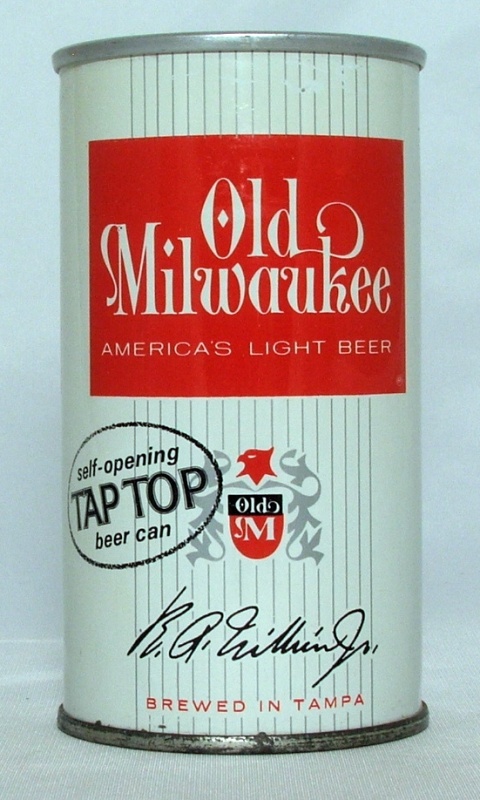 Old
Milwaukee
AMERICA'S LIGHT BEER
self-opening
TAP TOP
beer can
Old
M
BREWED IN TAMPA